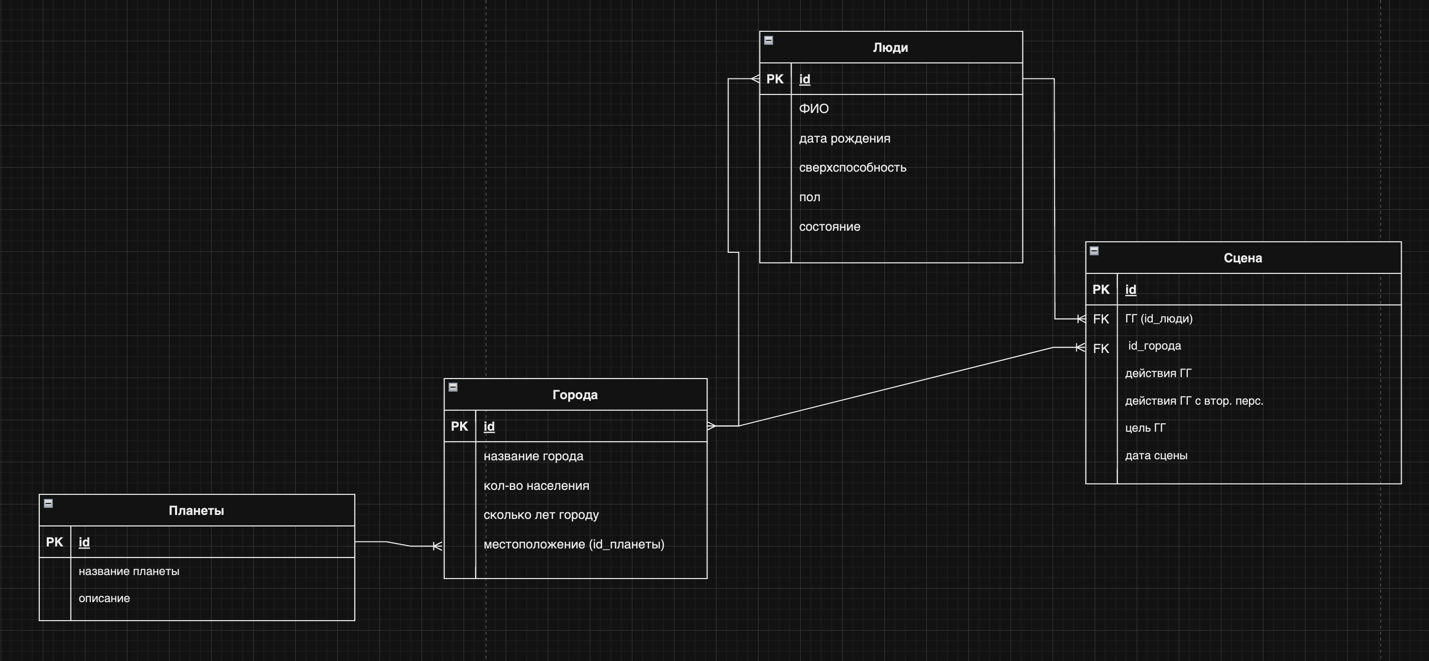 Люди
PK id
ФИО
дата рождения
сверхспособность
пол
состояние
Сцена
PK id
FK ГГ (id_люди)
FK id_города
действия ГГ
действия ГГ с втор. перс.
цель ГГ
дата сцены
Города
PK id
название города
кол-во населения
сколько лет городу
местоположение (id_планеты)
Планеты
PK id
название планеты
описание